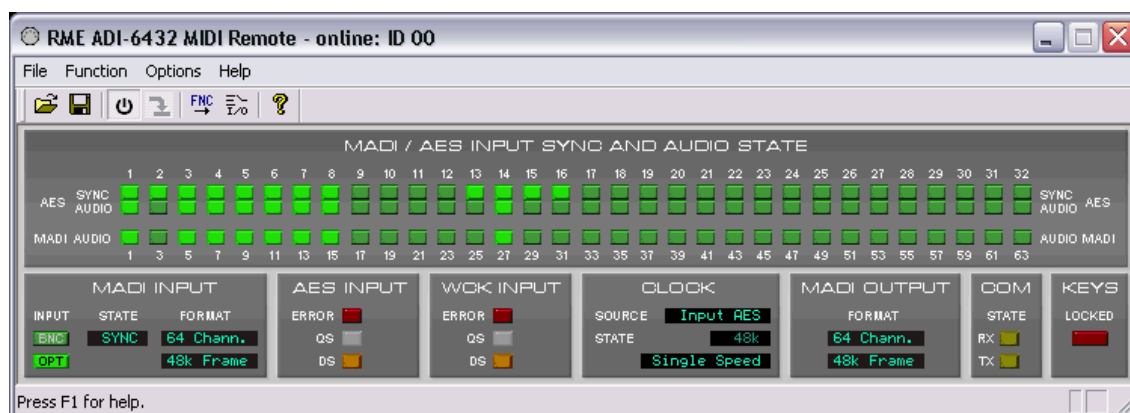 RME ADI-6432 MIDI Remote - online: ID 00
File Function Options Help
FNC I/O ?
MADI / AES INPUT SYNC AND AUDIO STATE
1 2 3 4 5 6 7 8 9 10 11 12 13 14 15 16 17 18 19 20 21 22 23 24 25 26 27 28 29 30 31 32
AES SYNC AUDIO SYNC AUDIO AES
MADI AUDIO AUDIO MADI
1 3 5 7 9 11 13 15 17 19 21 23 25 27 29 31 33 35 37 39 41 43 45 47 49 51 53 55 57 59 61 63
MADI INPUT
INPUT STATE FORMAT
BNC SYNC 64 Chann.
OPT 48k Frame
AES INPUT
ERROR
QS
DS
WCK INPUT
ERROR
QS
DS
CLOCK
SOURCE Input AES
STATE 48k
Single Speed
MADI OUTPUT
FORMAT
64 Chann.
48k Frame
COM
STATE
RX
TX
KEYS
LOCKED
Press F1 for help.